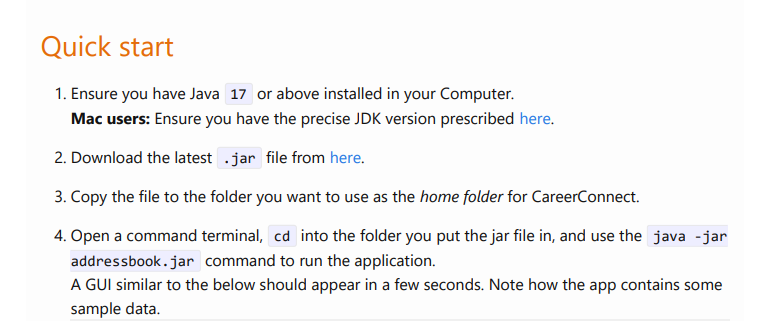 Quick start
1. Ensure you have Java 17 or above installed in your Computer.
Mac users: Ensure you have the precise JDK version prescribed here.
2. Download the latest .jar file from here.
3. Copy the file to the folder you want to use as the home folder for CareerConnect.
4. Open a command terminal, cd into the folder you put the jar file in, and use the java -jar
addressbook.jar command to run the application.
A GUI similar to the below should appear in a few seconds. Note how the app contains some
sample data.